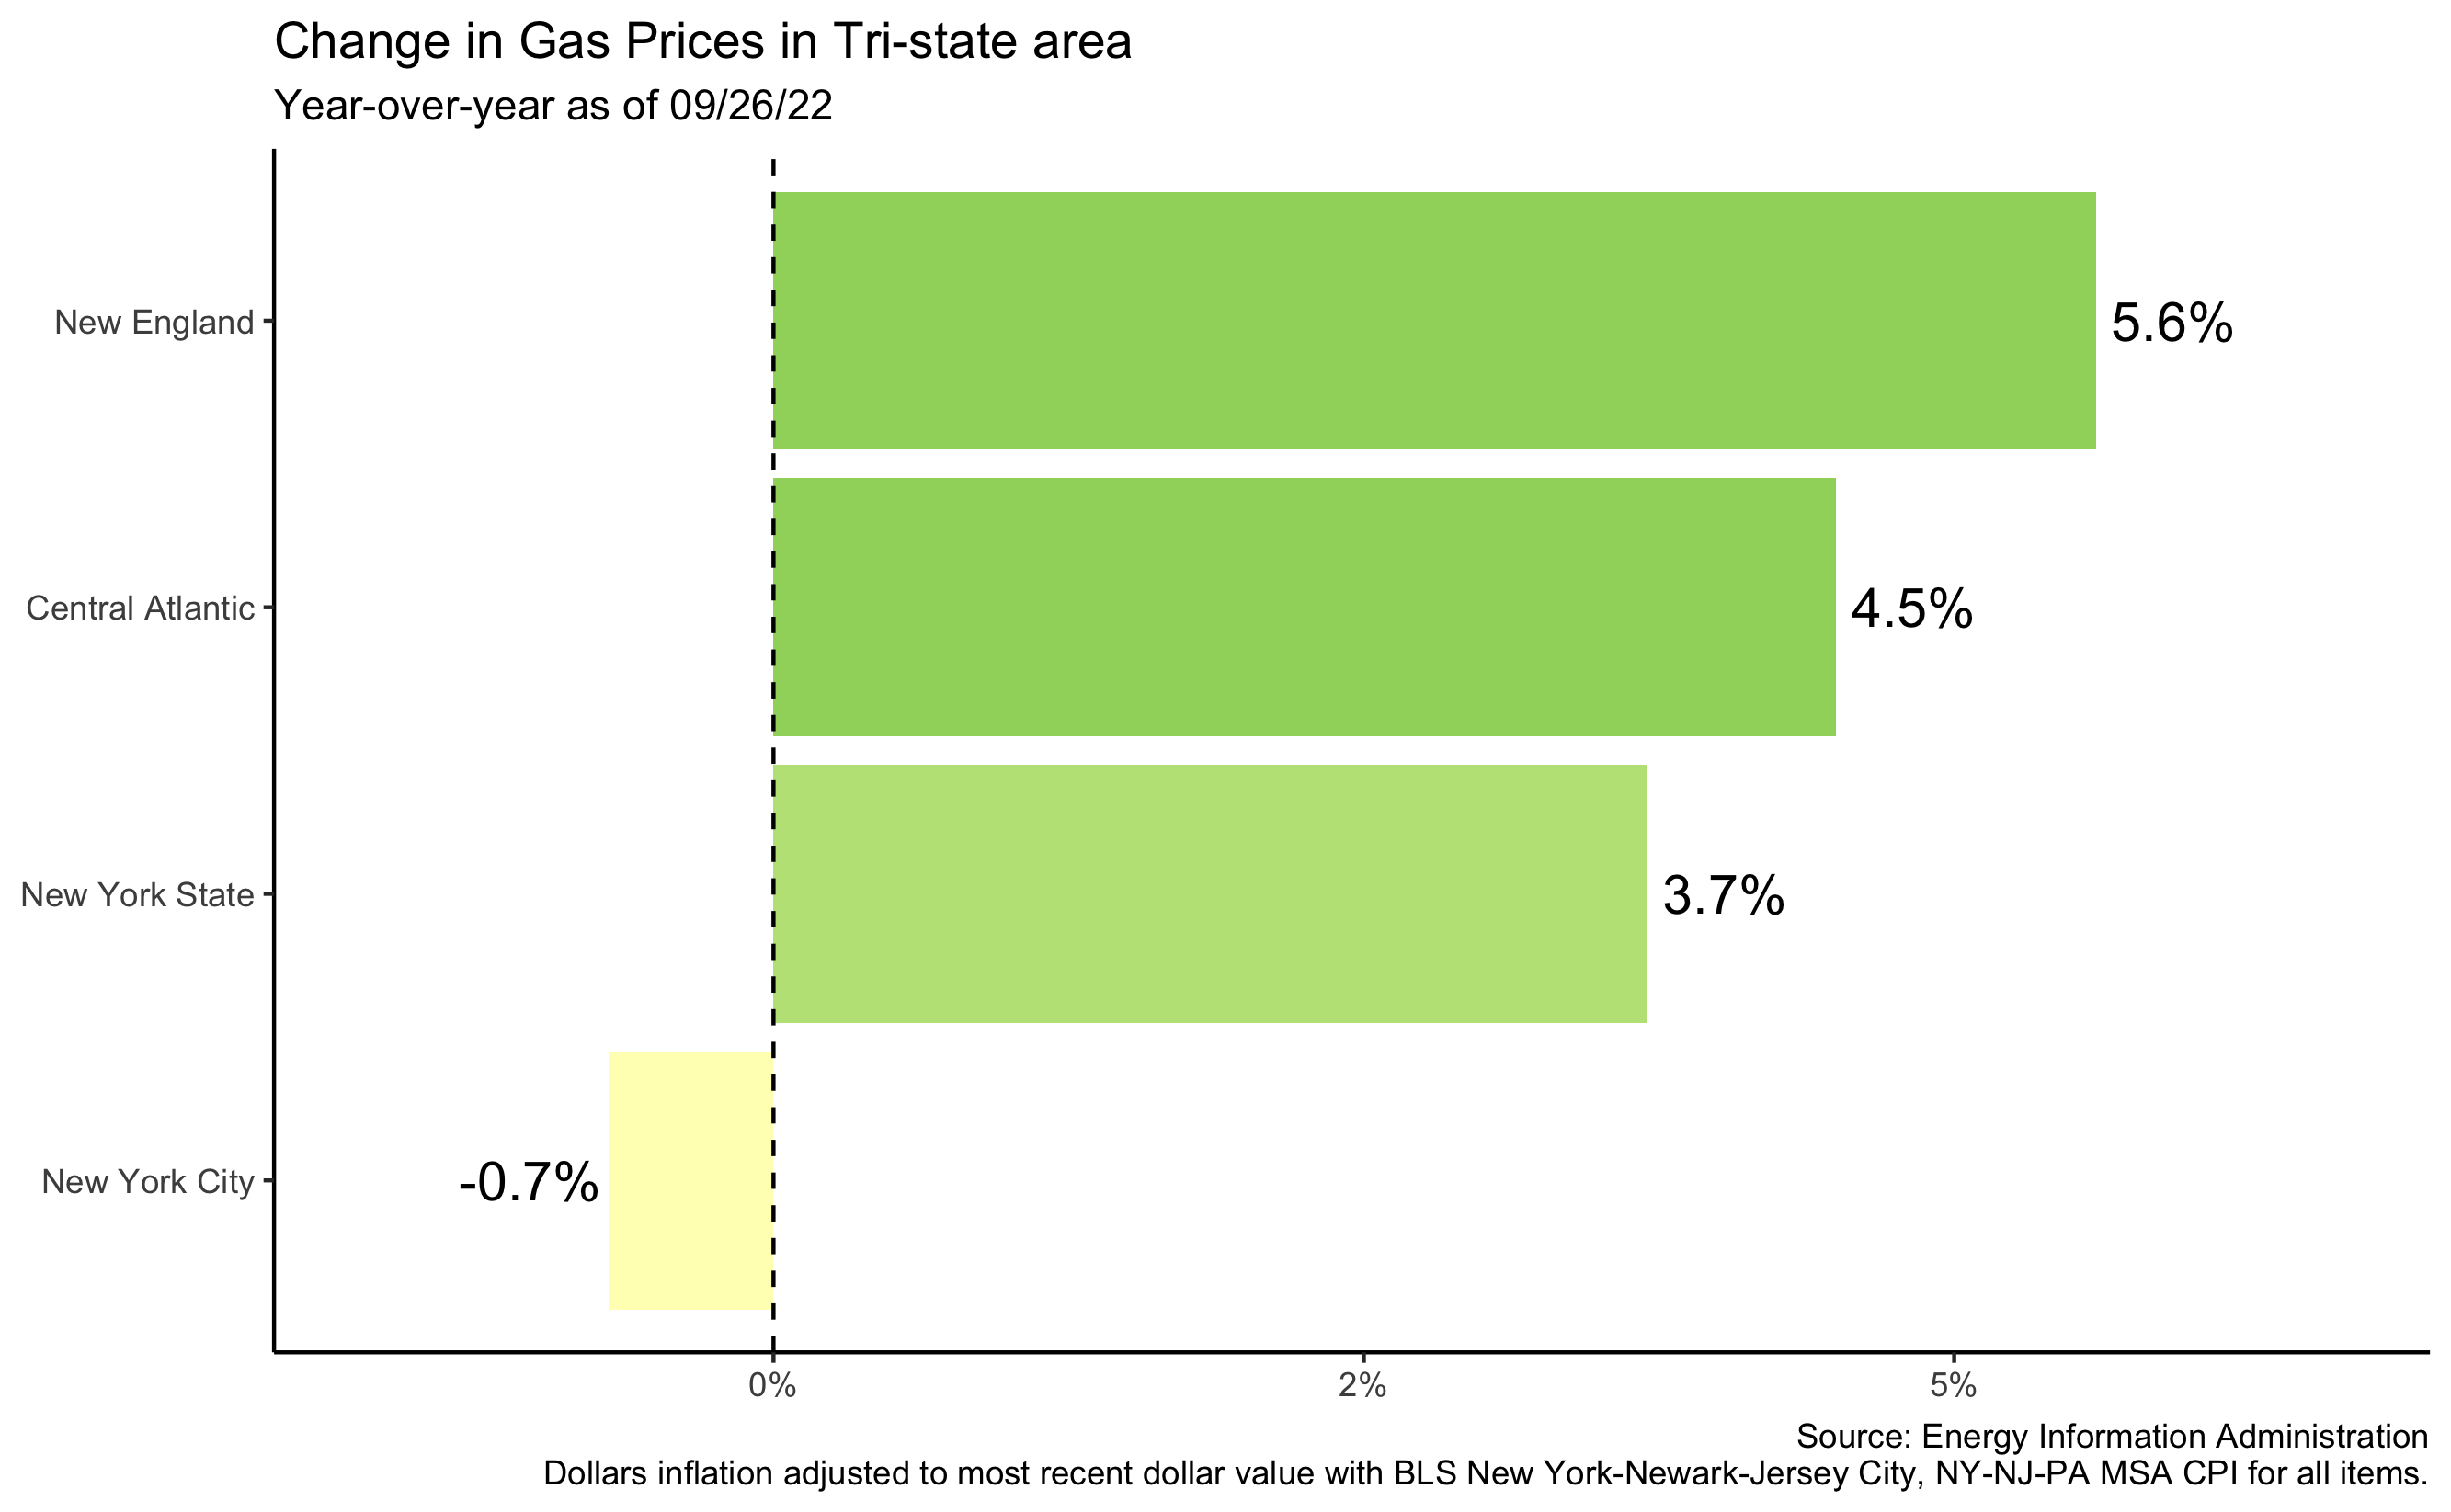 Change in Gas Prices in Tri-state area
Year-over-year as of 09/26/22
New England
5.6%
Central Atlantic
4.5%
New York State
3.7%
New York City
-0.7%
0%
2%
5%
Source: Energy Information Administration
Dollars inflation adjusted to most recent dollar value with BLS New York-Newark-Jersey City, NY-NJ-PA MSA CPI for all items.